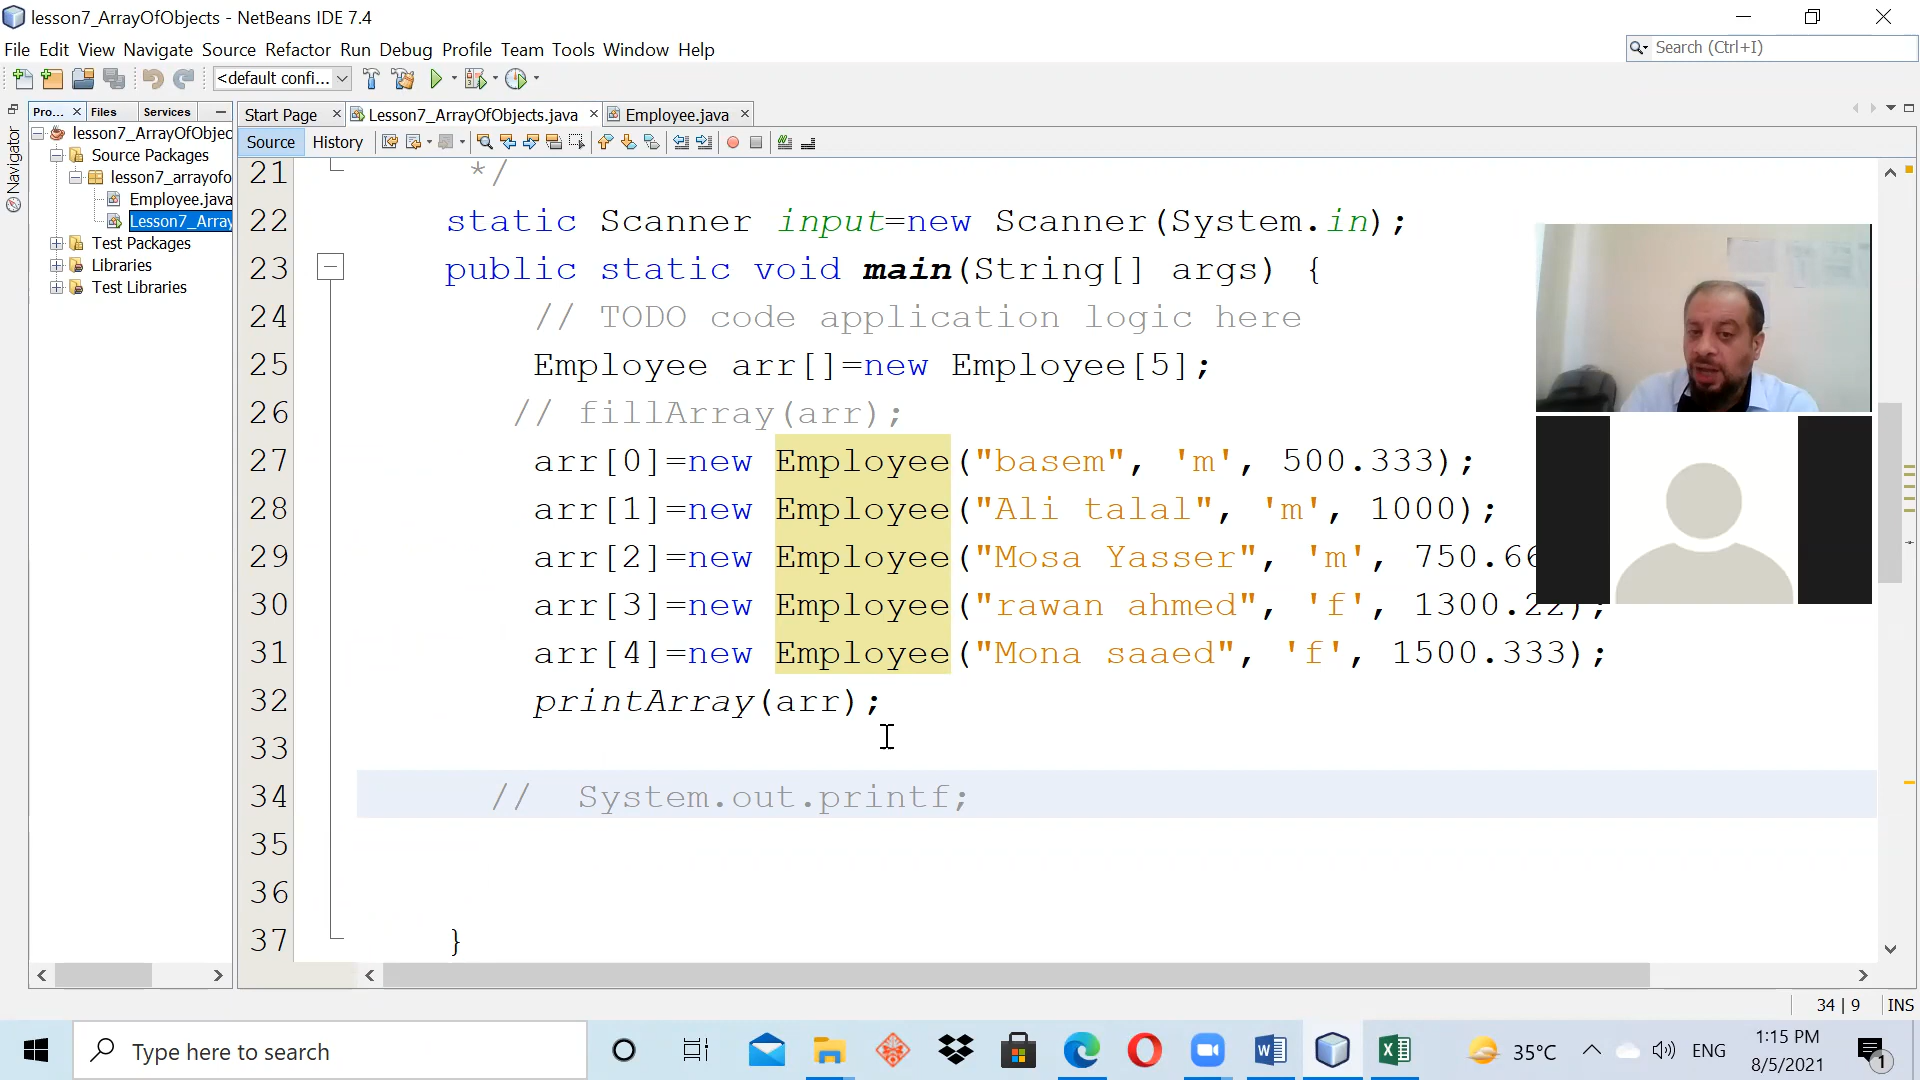 lesson7_ArrayOfObjects - NetBeans IDE 7.4
File Edit View Navigate Source Refactor Run Debug Profile Team Tools Window Help
Search (Ctrl+I)
<default confi...
Pro... Files Services
Start Page Lesson7_ArrayOfObjects.java Employee.java
Source History
Navigator
lesson7_ArrayOfObjec
Source Packages
lesson7_arrayofo
Employee.java
Lesson7_Array
Test Packages
Libraries
Test Libraries
21 */
22 static Scanner input=new Scanner(System.in);
23 public static void main(String[] args) {
24 // TODO code application logic here
25 Employee arr[]=new Employee[5];
26 // fillArray(arr);
27 arr[0]=new Employee("basem", 'm', 500.333);
28 arr[1]=new Employee("Ali talal", 'm', 1000);
29 arr[2]=new Employee("Mosa Yasser", 'm', 750.66
30 arr[3]=new Employee("rawan ahmed", 'f', 1300.22);
31 arr[4]=new Employee("Mona saaed", 'f', 1500.333);
32 printArray(arr);
33
34 // System.out.printf;
35
36
37 }
34 | 9 INS
Type here to search
35°C
ENG
1:15 PM
8/5/2021
1